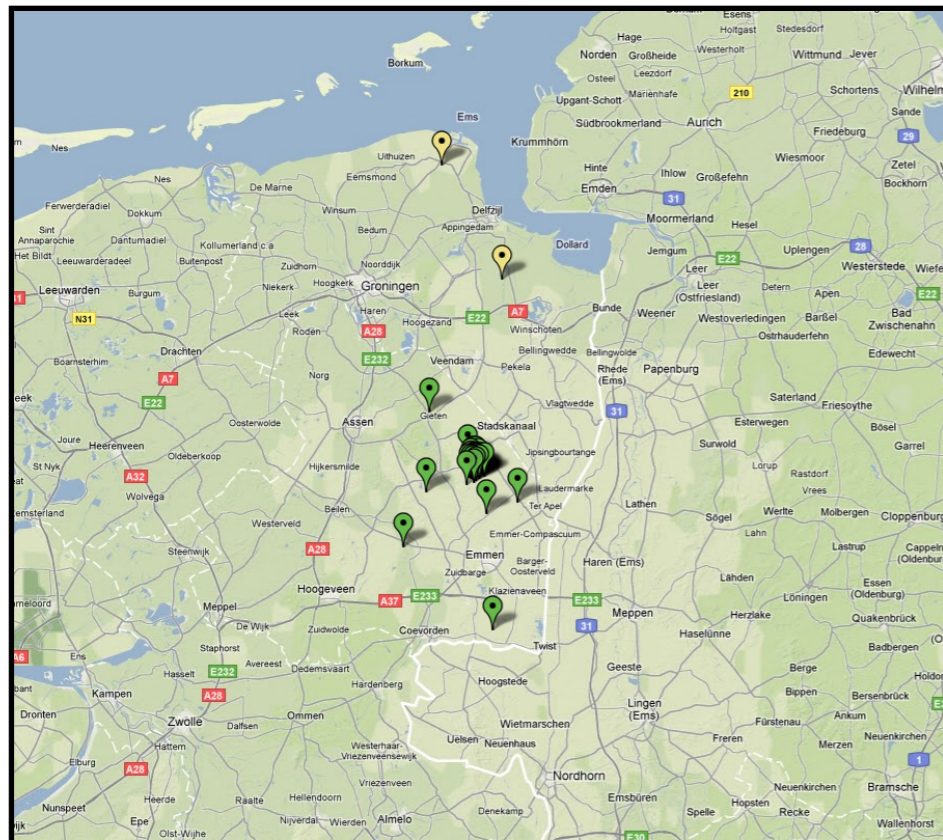 Esens
Holtgast
Stedesdorf
Hage
Westerholt
Norden
Großheide
Wittmund
Jever
Borkum
Osteel
Leezdorf
Marienhafe
210
Schortens
Upgant-Schott
Sande
Südbrookmerland
Aurich
Friedeburg
29
Ems
Krummhörn
Nes
Uithuizen
Wiesmoor
Zetel
Hinte
Ihlow
Großefehn
Bockhorn
Nes
De Marne
Eemsmond
Emden
31
Ferwerderadiel
Dokkum
Winsum
Delfzijl
Moormerland
Hesel
Sint
Annaparochie
Dantumadiel
Bedum
Appingedam
Dollard
Jemgum
E22
Uplengen
28
Het Bildt
Leeuwarderadeel
Kollumerland c.a
Buitenpost
Zuidhorn
Noorddijk
Leer
Westerstede
Leeuwarden
Hoogkerk
Groningen
Leer
(Ostfriesland)
Detern
Apen
E22
Burgum
Niekerk
Haren
A7
Bunde
Weener
Bad
Zwischenahn
N31
Leek
A28
Hoogezand
E22
Winschoten
Westoverledingen
Barßel
Roden
Ostrhauderfehn
Drachten
E232
Bellingwedde
Bellingwolde
Edewecht
Boarnsterhim
Veendam
Pekela
Rhede
(Ems)
Papenburg
A7
Norg
Saterland
E22
Gieten
Vlagtwedde
31
Friesoythe
Oosterwolde
Assen
Stadskanaal
Esterwegen
Bösel
Joure
Heerenveen
Surwold
Garrel
Oldeberkoop
Jipsingbourtange
St Nyk
A32
Hijkersmilde
Lorup
Rastdorf
Wolvega
Laudermarke
Lathen
Vrees
Beilen
Ter Apel
Werlte
Molbergen
Sögel
Cloppenburg
Westerveld
Emmer-Compascuum
Lahn
Steenwijk
A28
Emmen
Barger-
Oosterveld
Haren (Ems)
Lastrup
Zuidbarge
Lähden
Essen
(Oldenburg)
Hoogeveen
Klazienaveen
Löningen
Meppel
A37
E233
E233
Meppen
Herzlake
Quakenbrück
De Wijk
Zuidwolde
Coevorden
31
Haselünne
Staphorst
Twist
Badbergen
A6
Ens
Avereest
Dedemsvaart
Geeste
Berge
Hasselt
E232
Hoogstede
Bippen
Bersenbrück
Kampen
A28
Hardenberg
Lingen
(Ems)
Dronten
Ommen
Wietmarschen
Fürstenau
Ankum
Zwolle
Dalfsen
Uelsen
Neuenhaus
Freren
Merzen
Neuenkirchen
Hattem
Westerhaar-
Vriezenveensewijk
Elburg
A28
Nordhorn
1
Vriezenveen
Neuenkirchen
Bramsche
Heerde
Hellendoorn
Emsbüren
Hopsten
Nunspeet
Raalte
Denekamp
Spelle
Recke
Epe
Nijverdal
Wierden
Almelo
Wallenhorst
Olst-Wijhe
E30